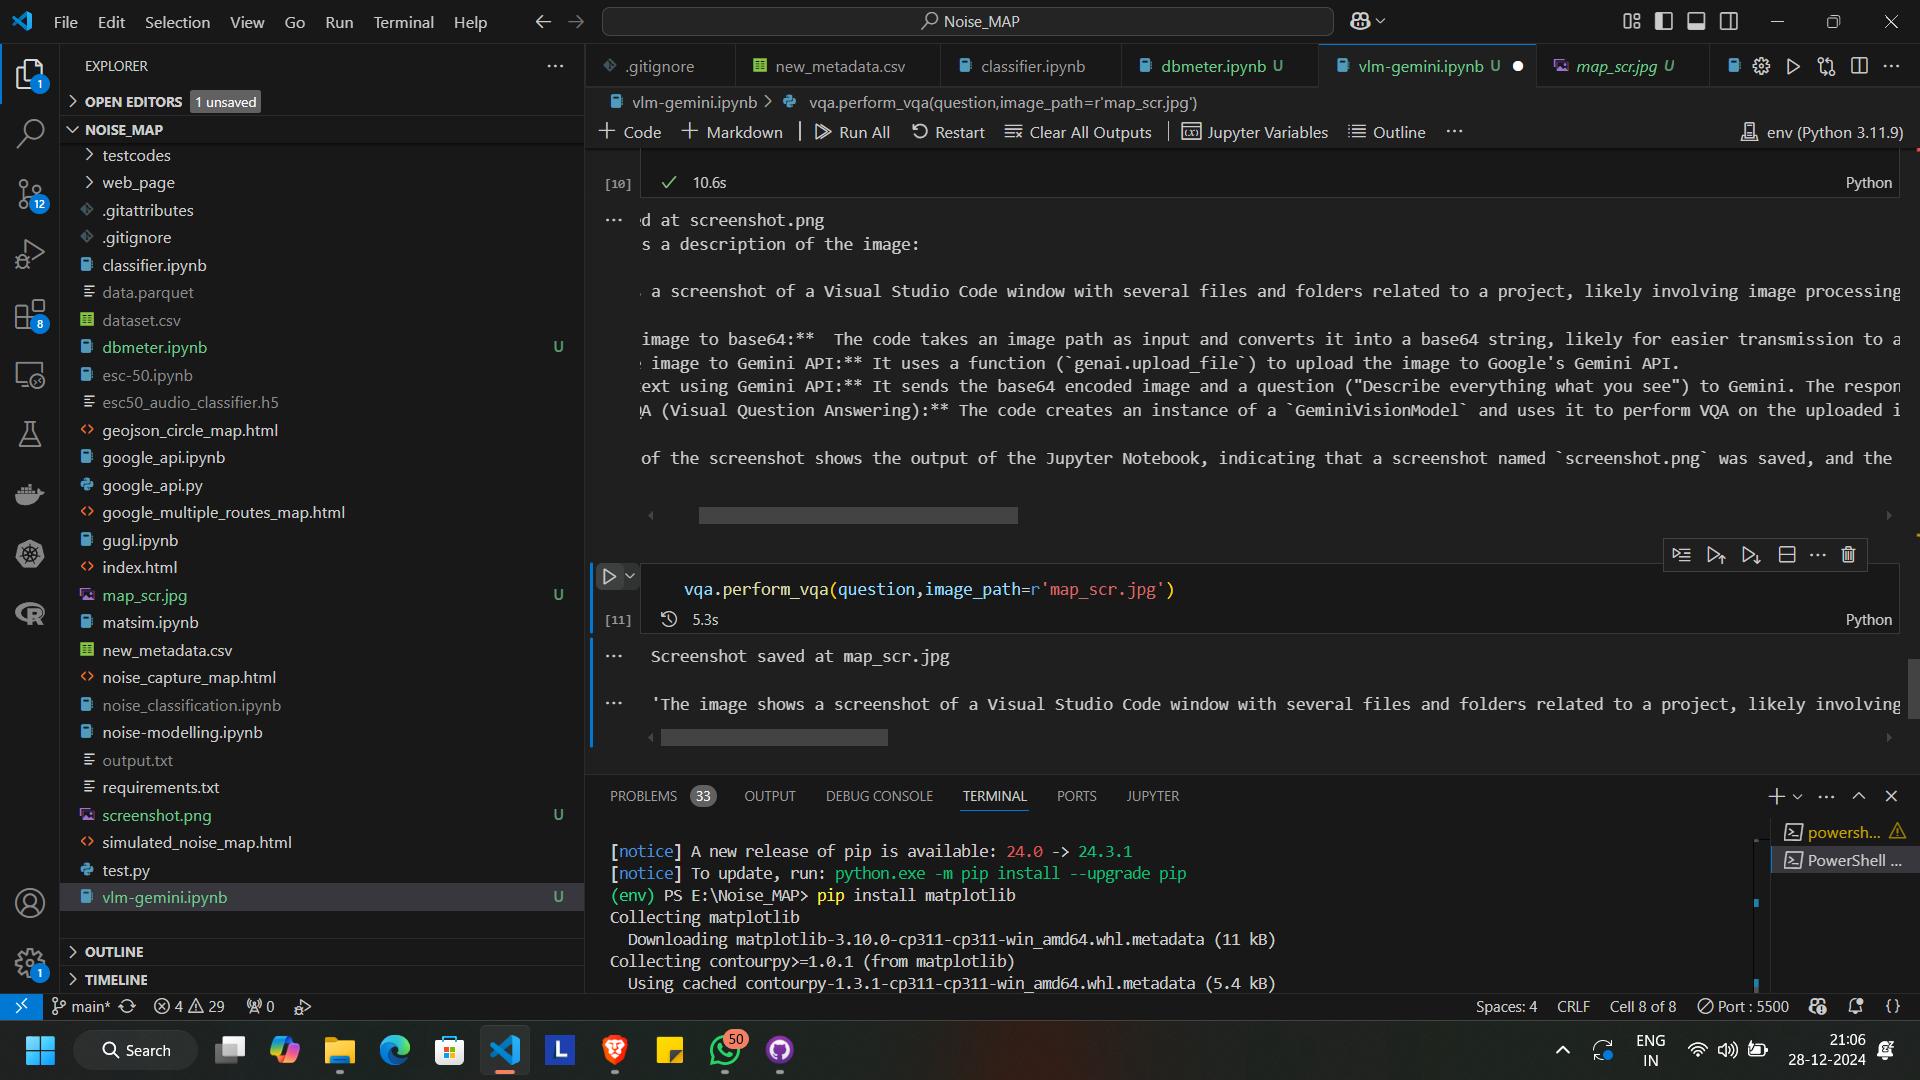 File Edit Selection View Go Run Terminal Help
Noise_MAP
EXPLORER
OPEN EDITORS 1 unsaved
NOISE_MAP
testcodes
web_page
.gitattributes
.gitignore
classifier.ipynb
data.parquet
dataset.csv
dbmeter.ipynb U
esc-50.ipynb
esc50_audio_classifier.h5
geojson_circle_map.html
google_api.ipynb
google_api.py
google_multiple_routes_map.html
gugl.ipynb
index.html
map_scr.jpg U
matsim.ipynb
new_metadata.csv
noise_capture_map.html
noise_classification.ipynb
noise-modelling.ipynb
output.txt
requirements.txt
screenshot.png U
simulated_noise_map.html
test.py
vlm-gemini.ipynb U
OUTLINE
TIMELINE
1
12
8
1
.gitignore new_metadata.csv classifier.ipynb dbmeter.ipynb U vlm-gemini.ipynb U map_scr.jpg U
vlm-gemini.ipynb > vqa.perform_vqa(question,image_path=r'map_scr.jpg')
+ Code + Markdown Run All Restart Clear All Outputs Jupyter Variables Outline ... env (Python 3.11.9)
[10] 10.6s Python
d at screenshot.png
s a description of the image:
a screenshot of a Visual Studio Code window with several files and folders related to a project, likely involving image processing
image to base64:** The code takes an image path as input and converts it into a base64 string, likely for easier transmission to a
image to Gemini API:** It uses a function (`genai.upload_file`) to upload the image to Google's Gemini API.
ext using Gemini API:** It sends the base64 encoded image and a question ("Describe everything what you see") to Gemini. The respon
A (Visual Question Answering):** The code creates an instance of a `GeminiVisionModel` and uses it to perform VQA on the uploaded i
of the screenshot shows the output of the Jupyter Notebook, indicating that a screenshot named `screenshot.png` was saved, and the
vqa.perform_vqa(question,image_path=r'map_scr.jpg')
[11] 5.3s Python
Screenshot saved at map_scr.jpg
'The image shows a screenshot of a Visual Studio Code window with several files and folders related to a project, likely involving
PROBLEMS 33 OUTPUT DEBUG CONSOLE TERMINAL PORTS JUPYTER
[notice] A new release of pip is available: 24.0 -> 24.3.1
[notice] To update, run: python.exe -m pip install --upgrade pip
(env) PS E:\Noise_MAP> pip install matplotlib
Collecting matplotlib
Downloading matplotlib-3.10.0-cp311-cp311-win_amd64.whl.metadata (11 kB)
Collecting contourpy>=1.0.1 (from matplotlib)
Using cached contourpy-1.3.1-cp311-cp311-win_amd64.whl.metadata (5.4 kB)
powersh...
PowerShell ...
main* 4 29 0 Spaces: 4 CRLF Cell 8 of 8 Port : 5500 {}
Search L 50 ENG
IN
21:06
28-12-2024